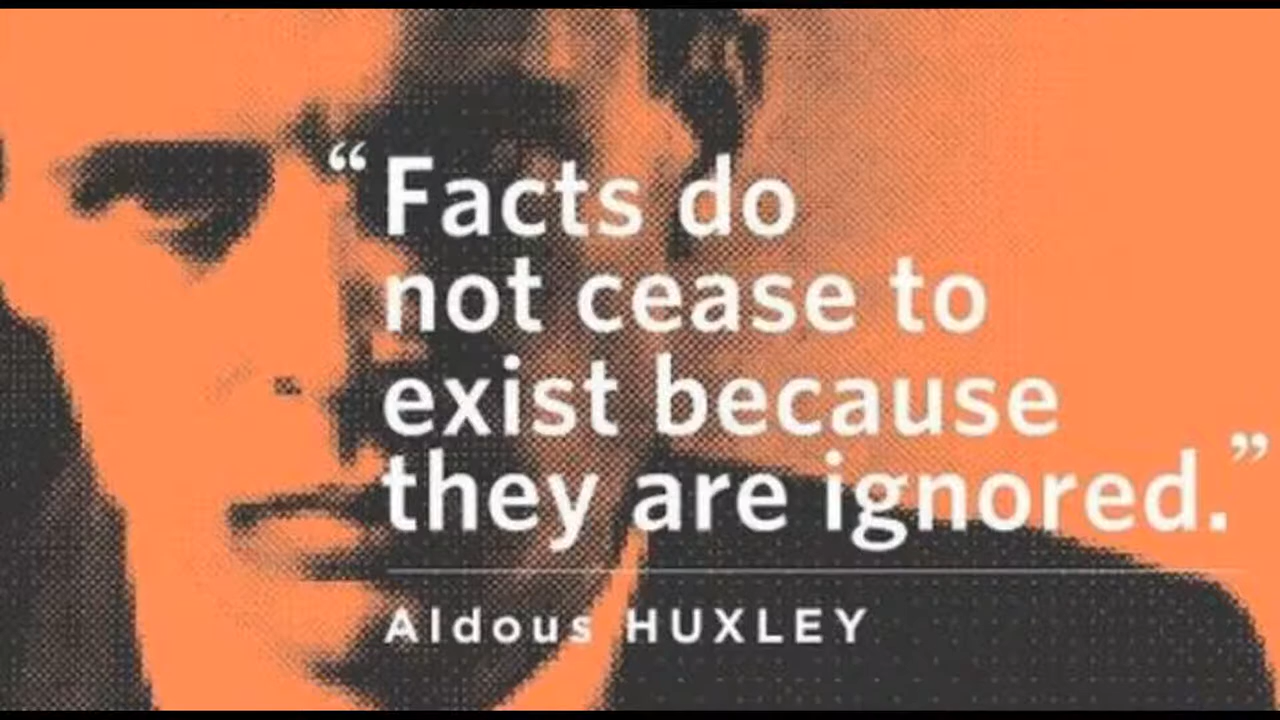 “Facts do
not cease to
exist because
they are ignored.”
Aldous HUXLEY